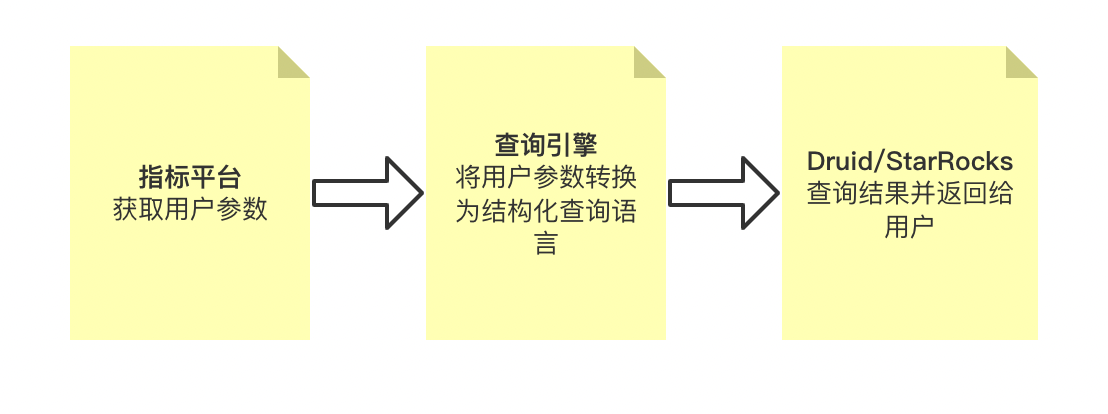 指标平台
获取用户参数
查询引擎
将用户参数转换
为结构化查询语
言
Druid/StarRocks
查询结果并返回给
用户